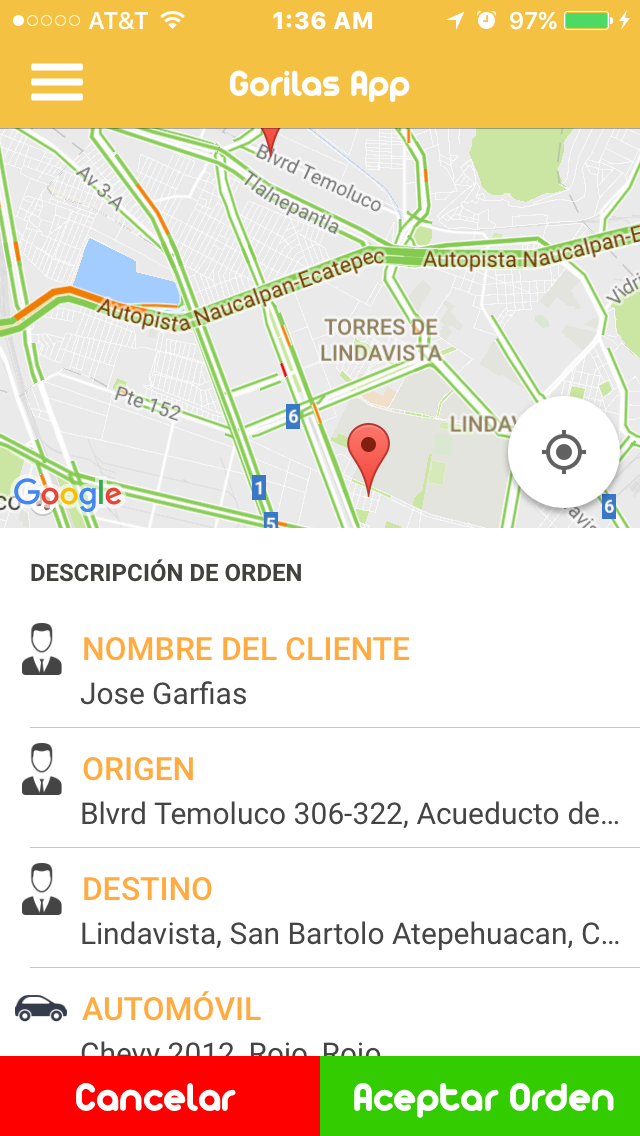 AT&T 1:36 AM 97%
Gorilas App
Blvrd Temoluco
Av 3-A
Tlalnepantla
Autopista Naucalpan-Ecatepec
Autopista Naucalpan-E
Vidri
TORRES DE
LINDAVISTA
Pte 152
6
LINDAV
Google
co
1
5
6
avis
DESCRIPCIÓN DE ORDEN
NOMBRE DEL CLIENTE
Jose Garfias
ORIGEN
Blvrd Temoluco 306-322, Acueducto de...
DESTINO
Lindavista, San Bartolo Atepehuacan, C...
AUTOMÓVIL
Chevy 2012, Rojo, Rojo
Cancelar
Aceptar Orden